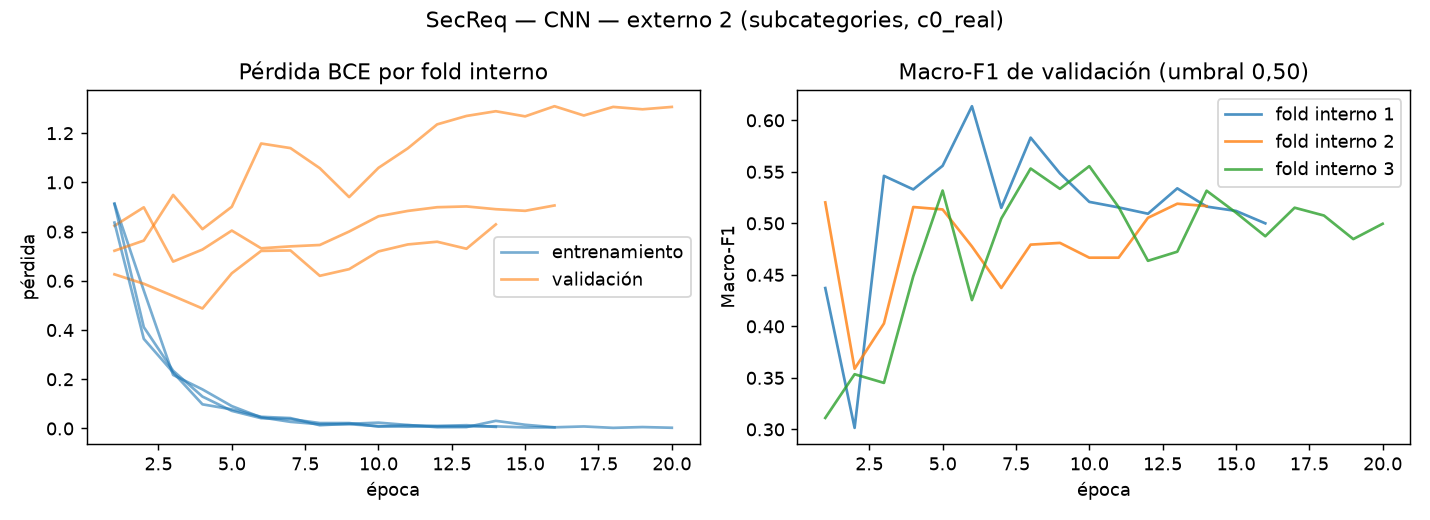 SecReq — CNN — externo 2 (subcategories, c0_real)
Pérdida BCE por fold interno
pérdida
1.2
1.0
0.8
0.6
0.4
0.2
0.0
entrenamiento
validación
2.5 5.0 7.5 10.0 12.5 15.0 17.5 20.0
época
Macro-F1 de validación (umbral 0,50)
Macro-F1
0.60
0.55
0.50
0.45
0.40
0.35
0.30
fold interno 1
fold interno 2
fold interno 3
2.5 5.0 7.5 10.0 12.5 15.0 17.5 20.0
época